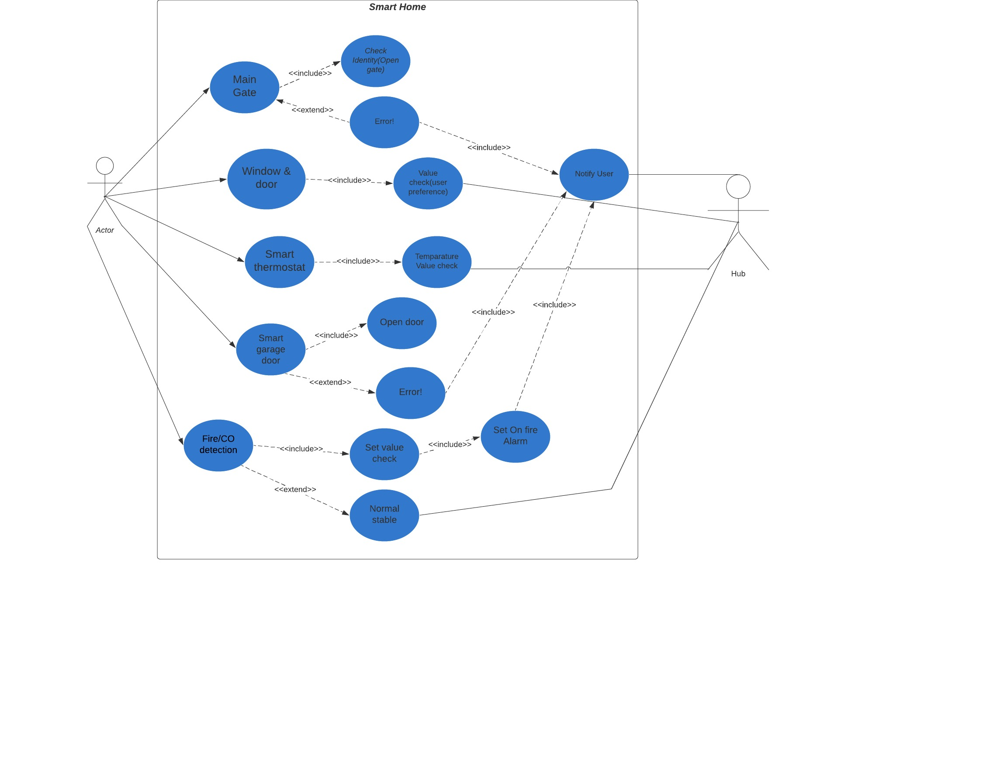 Smart Home
Check
Identity(Open
gate)
<<include>>
Main
Gate
<<extend>>
Error!
<<include>>
Window &
door
<<include>>
Value
check(user
preference)
Notify User
Actor
Smart
thermostat
<<include>>
Temparature
Value check
Hub
<<include>>
<<include>>
Open door
<<include>>
Smart
garage
door
<<extend>>
Error!
Fire/CO
detection
<<include>>
Set value
check
<<include>>
Set On fire
Alarm
<<extend>>
Normal
stable